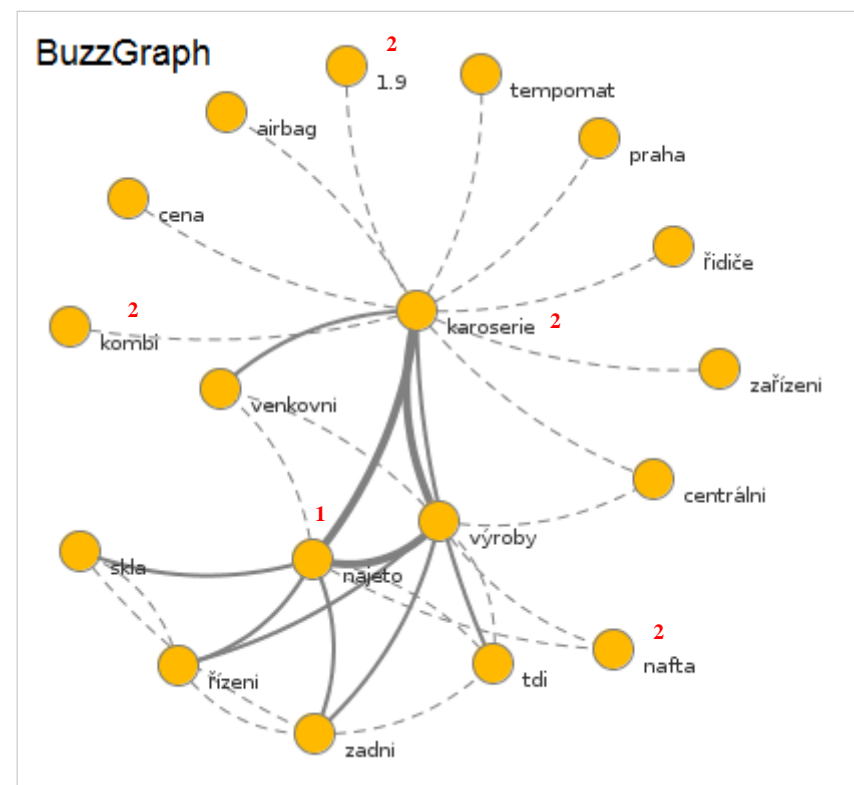 BuzzGraph
2
1.9
tempomat
airbag
praha
cena
řidiče
2
kombi
karoserie
2
zařízeni
venkovni
centrálni
1
výroby
skla
najeto
2
nafta
řízeni
tdi
zadni